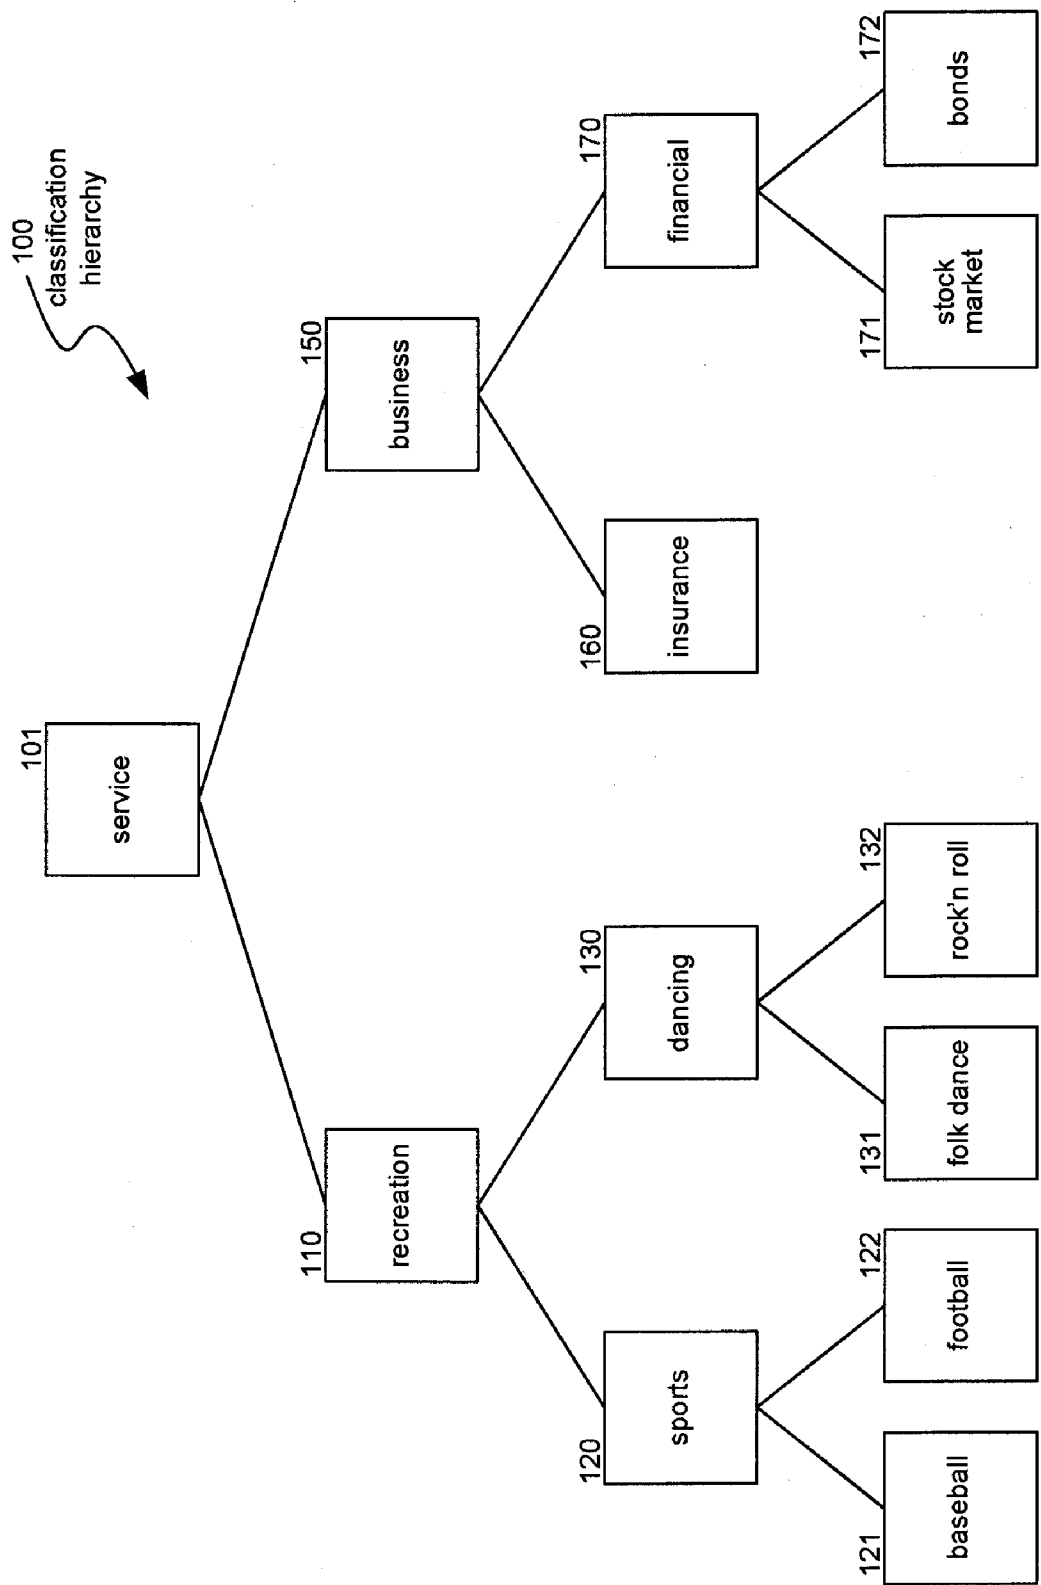 100
classification
hierarchy
101
service
110
recreation
150
business
120
sports
130
dancing
160
insurance
170
financial
121
baseball
122
football
131
folk dance
132
rock'n roll
171
stock
market
172
bonds